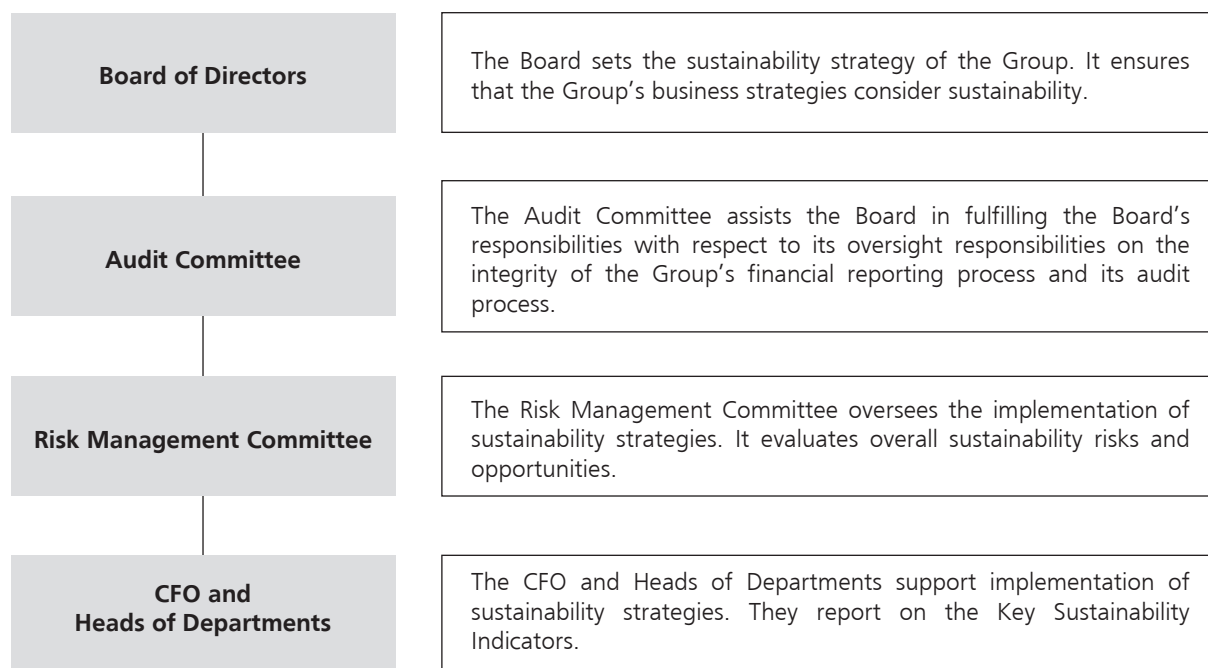 Board of Directors
The Board sets the sustainability strategy of the Group. It ensures
that the Group's business strategies consider sustainability.
Audit Committee
The Audit Committee assists the Board in fulfilling the Board's
responsibilities with respect to its oversight responsibilities on the
integrity of the Group's financial reporting process and its audit
process.
Risk Management Committee
The Risk Management Committee oversees the implementation of
sustainability strategies. It evaluates overall sustainability risks and
opportunities.
CFO and
Heads of Departments
The CFO and Heads of Departments support implementation of
sustainability strategies. They report on the Key Sustainability
Indicators.